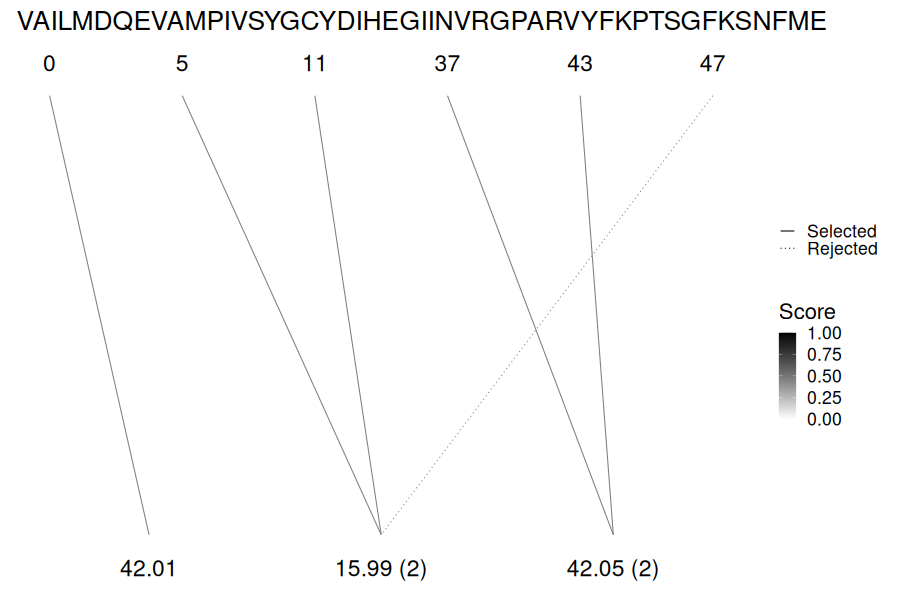 VAILMDQEVAMPIVSYGCYDIHEGIINVRGPARVYFKPTSGFKSNFME
0 5 11 37 43 47
Selected
Rejected
Score
1.00
0.75
0.50
0.25
0.00
42.01 15.99 (2) 42.05 (2)